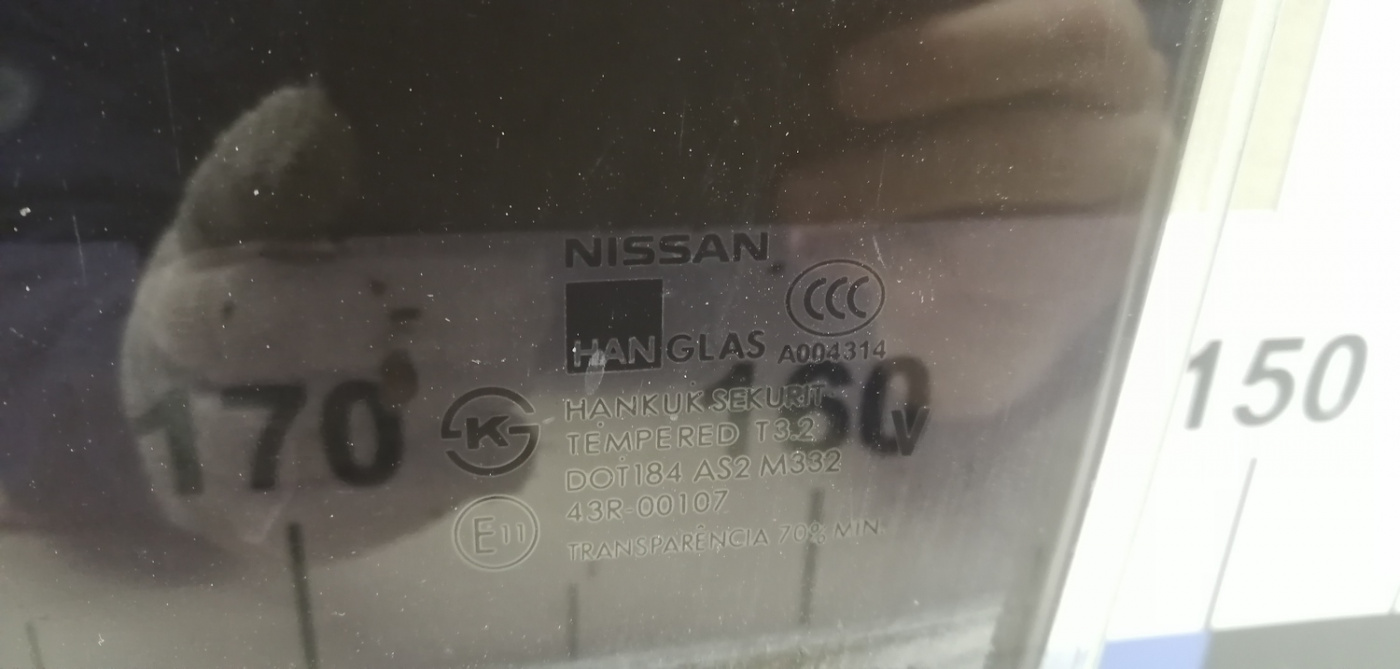 NISSAN
CCC
HANGLAS A004314
170 160 150
K
HANKUK SEKURIT
TEMPERED T3.2
V
DOT184 AS2 M332
43R-00107
E11
TRANSPARÊNCIA 70% MIN.